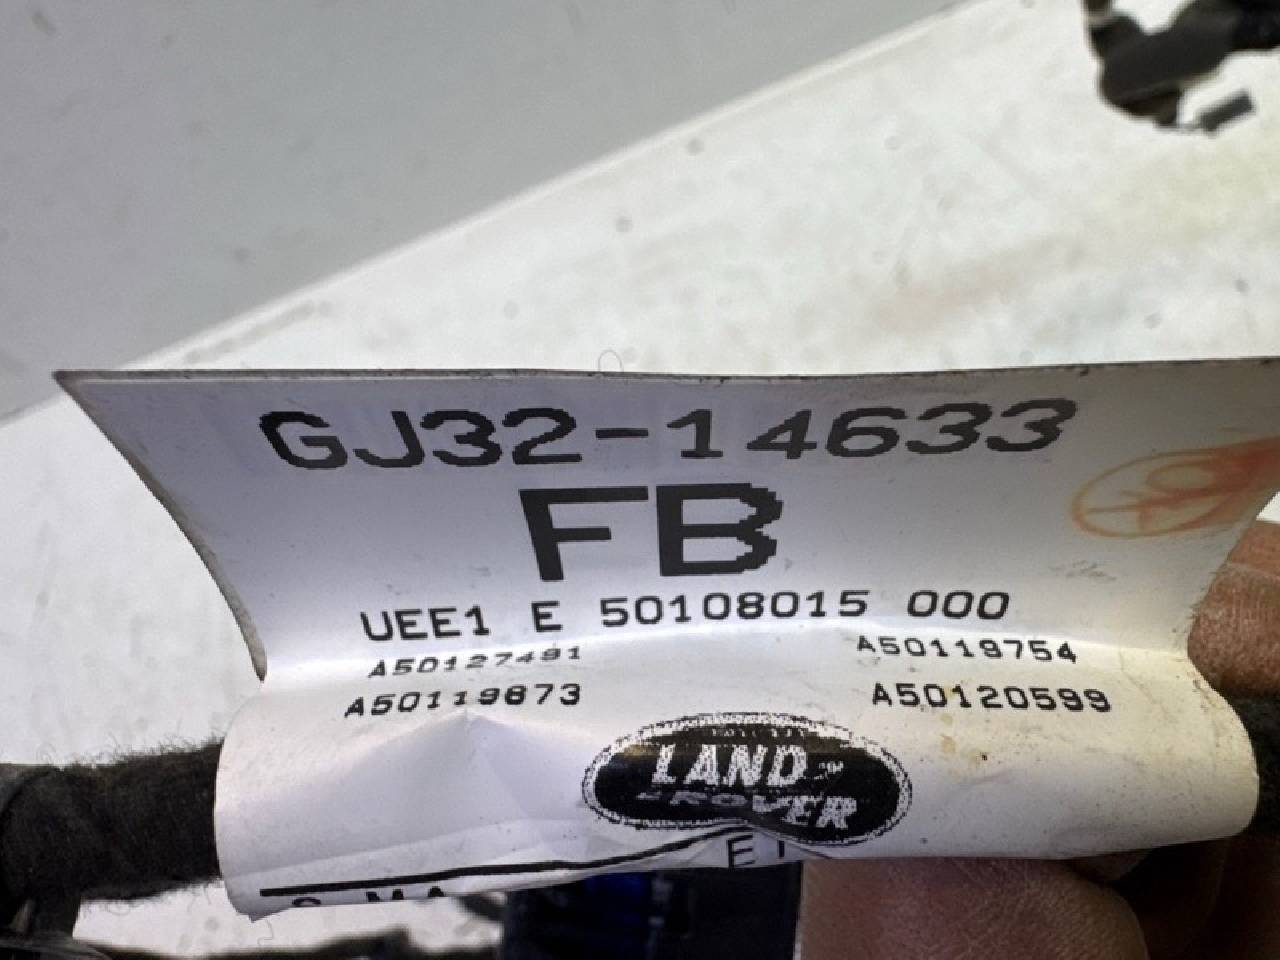 GJ32-14633
FB
UEE1 E 50108015 000
A50127491 A50119754
A50119873 A50120599
LAND
ROVER